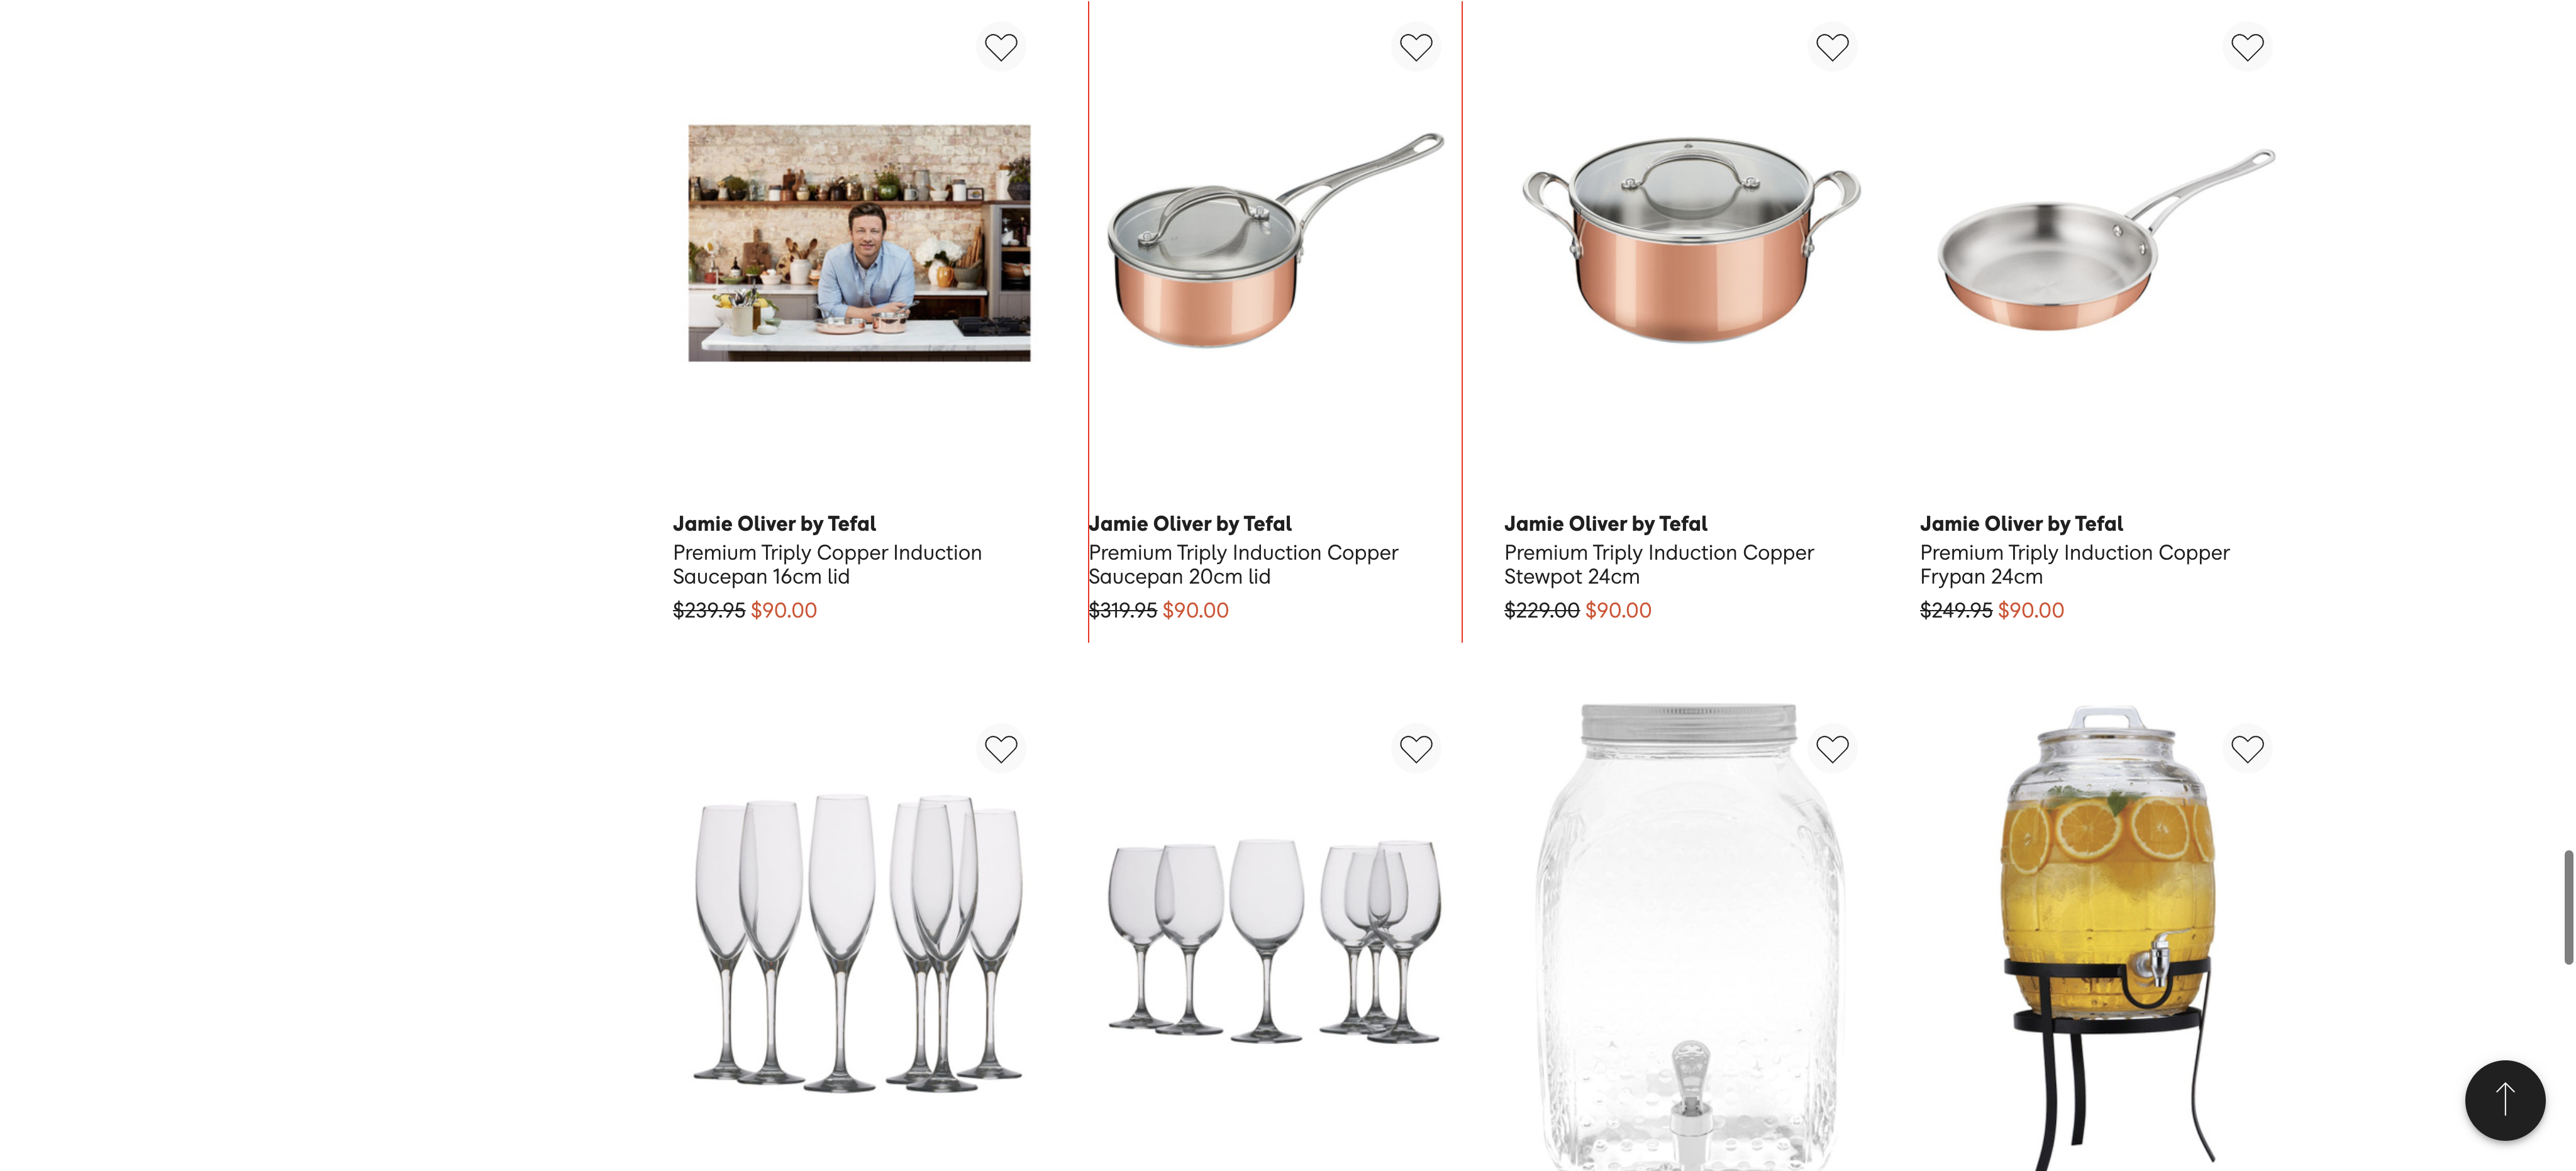 Jamie Oliver by Tefal
Premium Triply Copper Induction
Saucepan 16cm lid
$239.95 $90.00
Jamie Oliver by Tefal
Premium Triply Induction Copper
Saucepan 20cm lid
$319.95 $90.00
Jamie Oliver by Tefal
Premium Triply Induction Copper
Stewpot 24cm
$229.00 $90.00
Jamie Oliver by Tefal
Premium Triply Induction Copper
Frypan 24cm
$249.95 $90.00